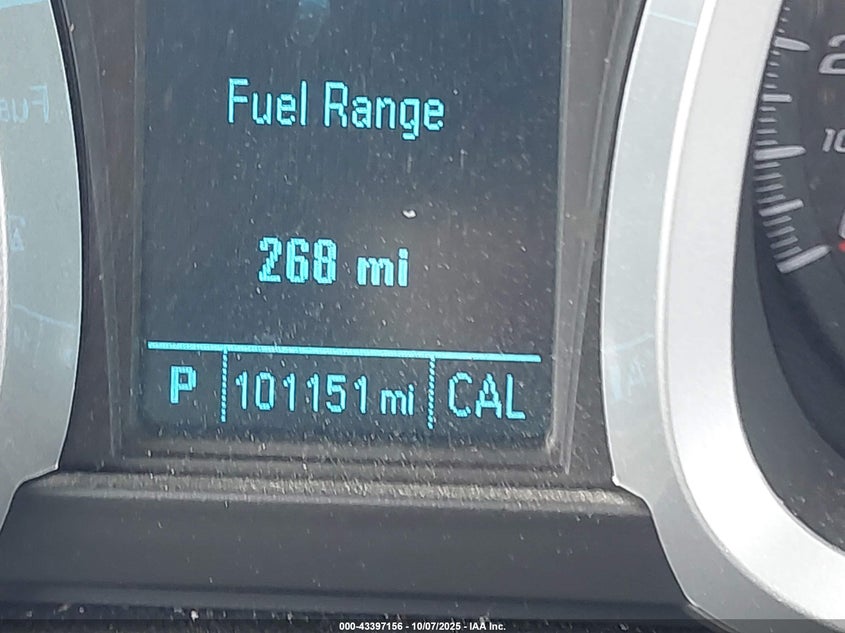 Fuel Range
268 mi
P 101151 mi CAL
000-43397156 - 10/07/2025 - IAA Inc.